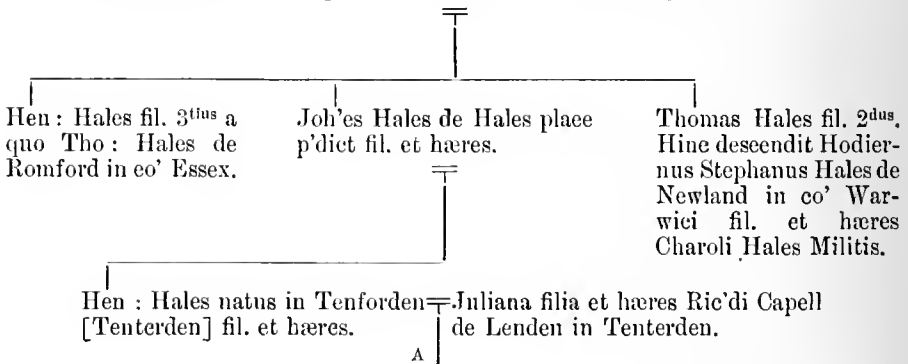 Hen : Hales fil. 3tius a
quo Tho : Hales de
Romford in co' Essex.
Joh'es Hales de Hales place
p'dict fil. et hæres.
Thomas Hales fil. 2dus.
Hinc descendit Hodier-
nus Stephanus Hales de
Newland in co' War-
wici fil. et hæres
Charoli Hales Militis.
Hen : Hales natus in Tenforden
[Tenterden] fil. et hæres.
Juliana filia et hæres Ric'di Capell
de Lenden in Tenterden.
A